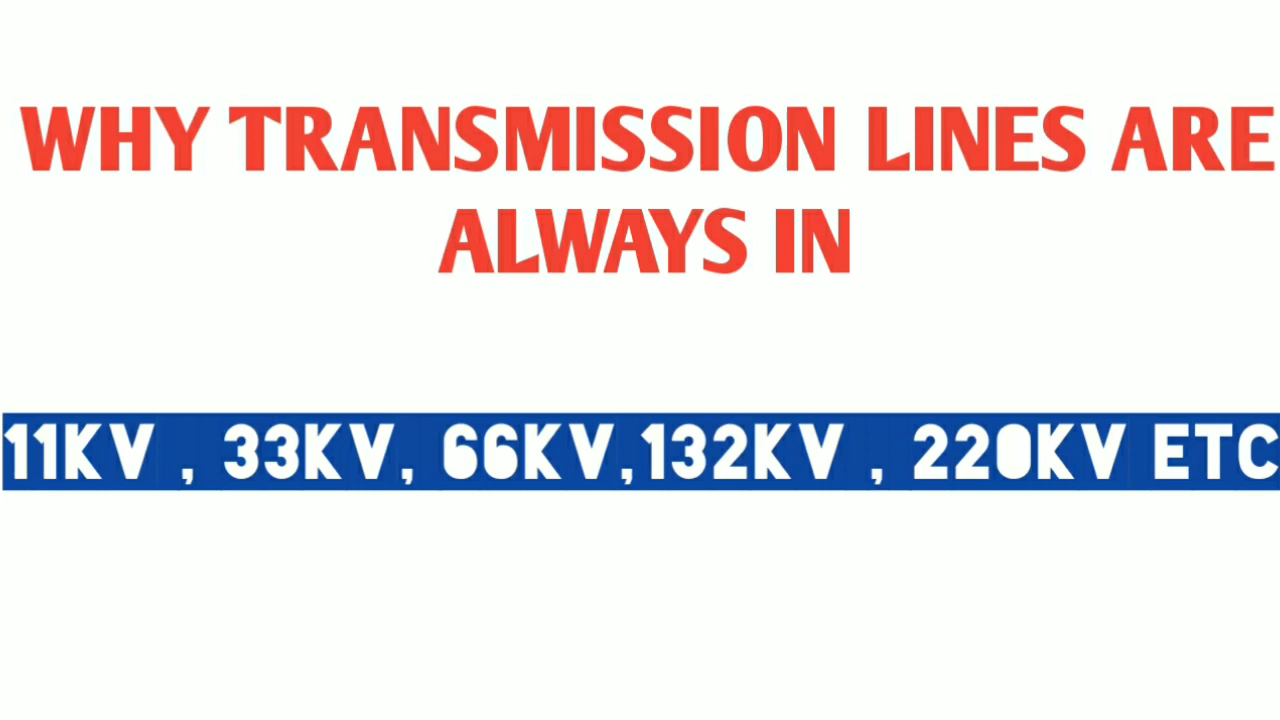 WHY TRANSMISSION LINES ARE
ALWAYS IN
11KV , 33KV, 66KV,132KV , 220KV ETC